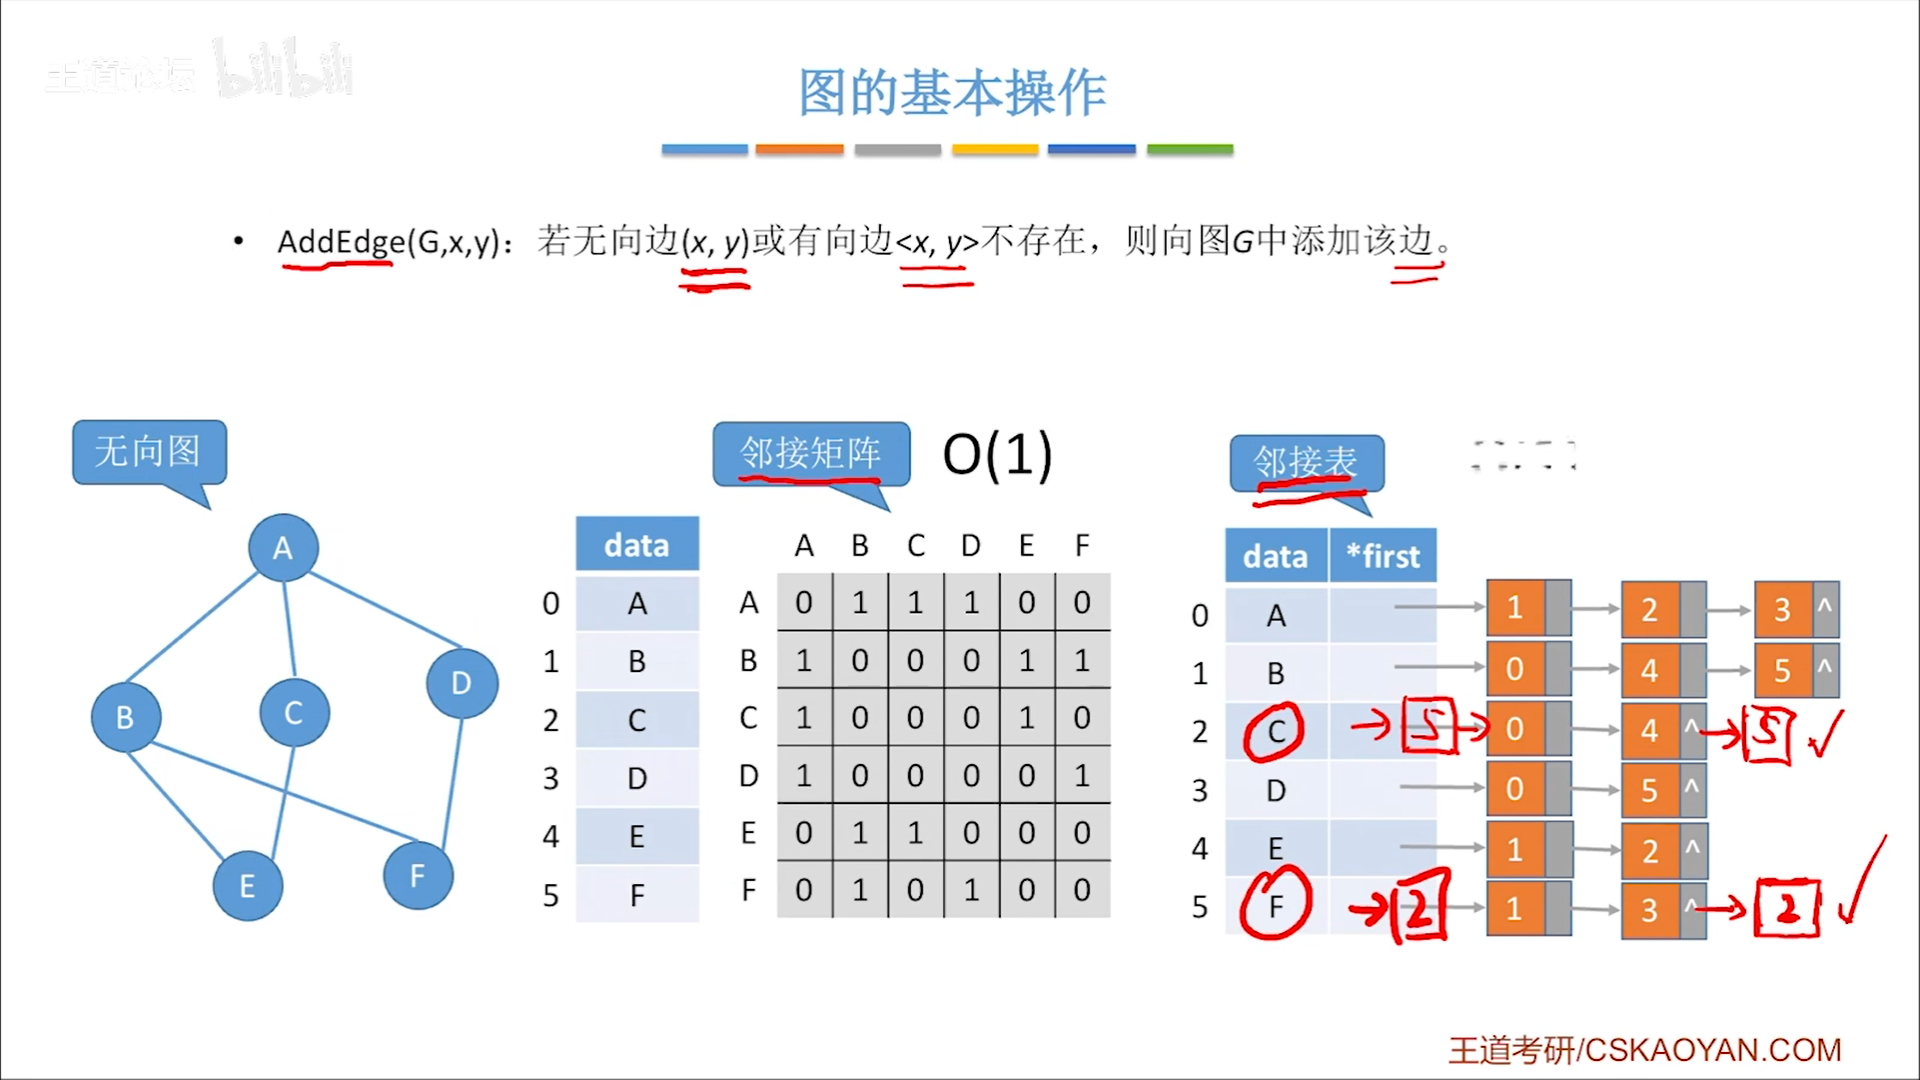 王道论坛 bilibili
图的基本操作
• AddEdge(G,x,y)：若无向边(x, y)或有向边<x, y>不存在，则向图G中添加该边。
无向图
邻接矩阵 O(1)
邻接表
A
B
C
D
E
F
data
0 A
1 B
2 C
3 D
4 E
5 F
A B C D E F
A 0 1 1 1 0 0
B 1 0 0 0 1 1
C 1 0 0 0 1 0
D 1 0 0 0 0 1
E 0 1 1 0 0 0
F 0 1 0 1 0 0
data *first
0 A 1 2 3 ^
1 B 0 4 5 ^
2 C 5 0 4 ^ 5
3 D 0 5 ^
4 E 1 2 ^
5 F 2 1 3 ^ 2
王道考研/CSKAOYAN.COM